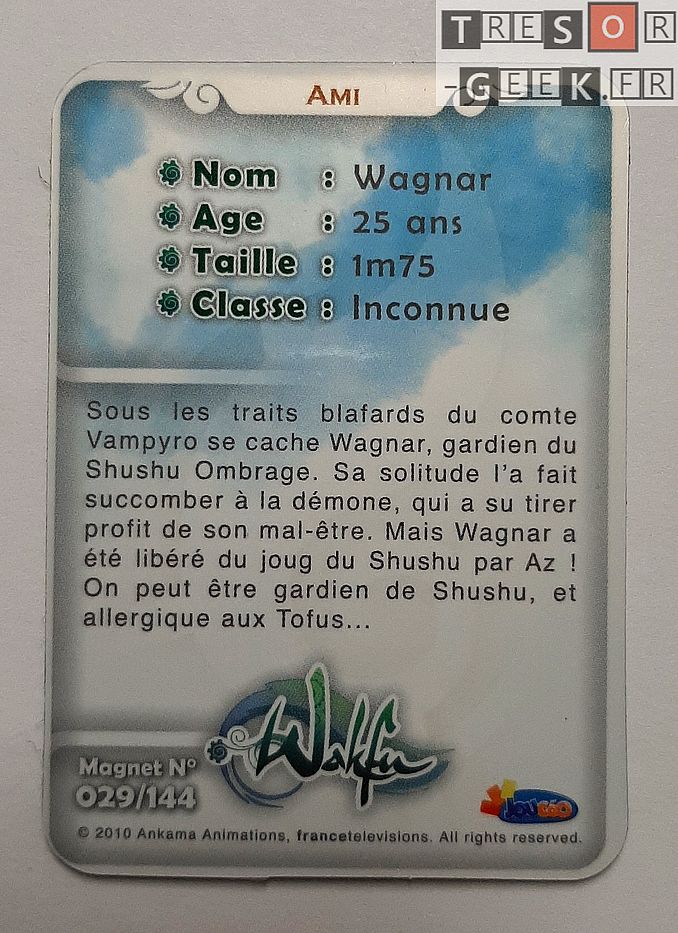 TRESOR
-GEEK.FR
AMI
Nom : Wagnar
Age : 25 ans
Taille : 1m75
Classe : Inconnue
Sous les traits blafards du comte
Vampyro se cache Wagnar, gardien du
Shushu Ombrage. Sa solitude l'a fait
succomber à la démone, qui a su tirer
profit de son mal-être. Mais Wagnar a
été libéré du joug du Shushu par Az !
On peut être gardien de Shushu, et
allergique aux Tofus...
Wakfu
Magnet N°
029/144
JOUéCO
© 2010 Ankama Animations, francetelevisions. All rights reserved.